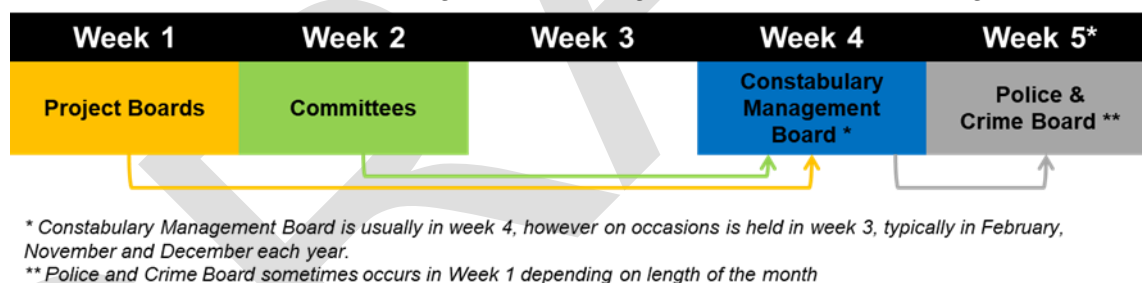 Week 1 Week 2 Week 3 Week 4 Week 5*
Project Boards
Committees
Constabulary
Management
Board *
Police &
Crime Board **
* Constabulary Management Board is usually in week 4, however on occasions is held in week 3, typically in February,
November and December each year.
** Police and Crime Board sometimes occurs in Week 1 depending on length of the month